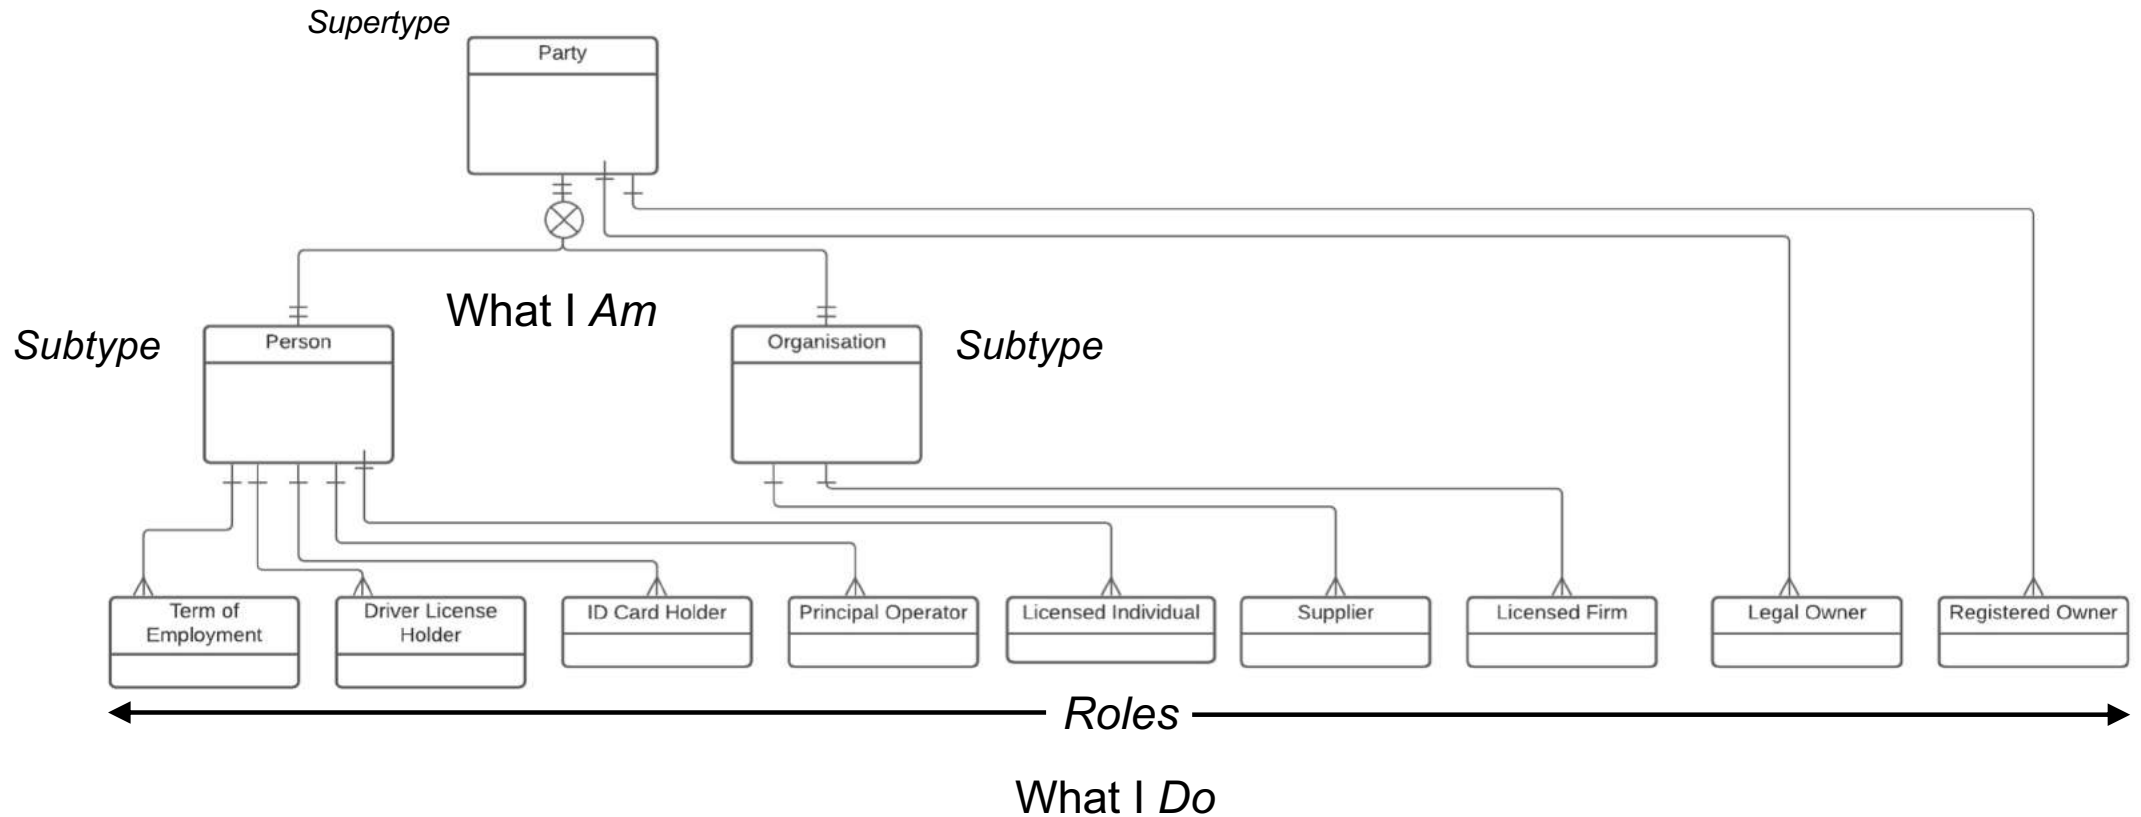 Supertype
Party
What I Am
Subtype
Person
Organisation
Subtype
Term of
Employment
Driver License
Holder
ID Card Holder
Principal Operator
Licensed Individual
Supplier
Licensed Firm
Legal Owner
Registered Owner
Roles
What I Do